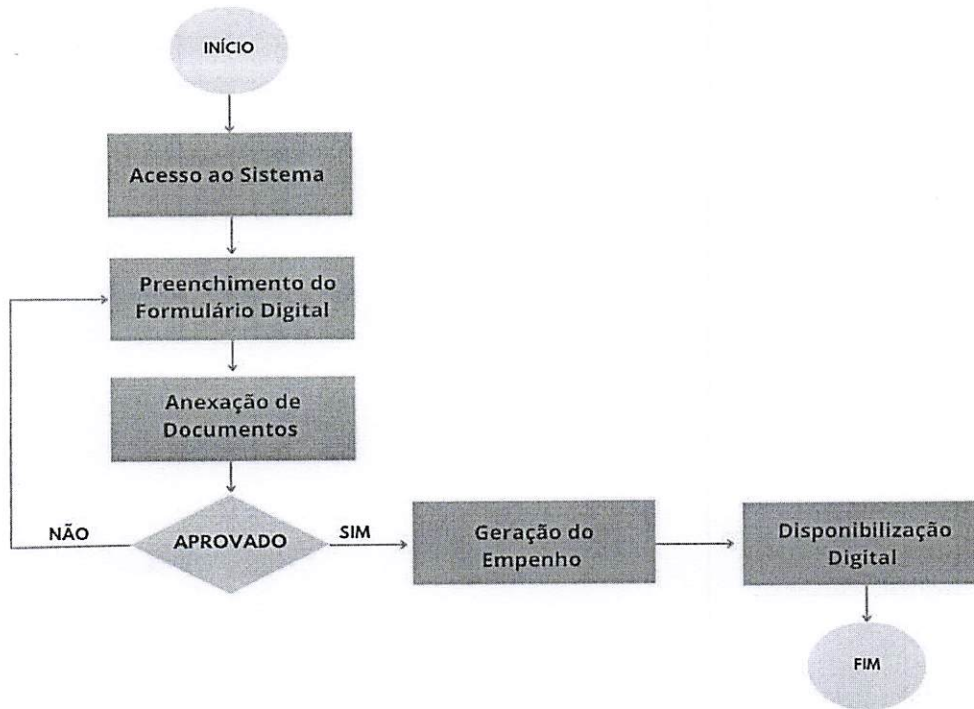 INÍCIO
Acesso ao Sistema
Preenchimento do
Formulário Digital
Anexação de
Documentos
NÃO
APROVADO
SIM
Geração do
Empenho
Disponibilização
Digital
FIM